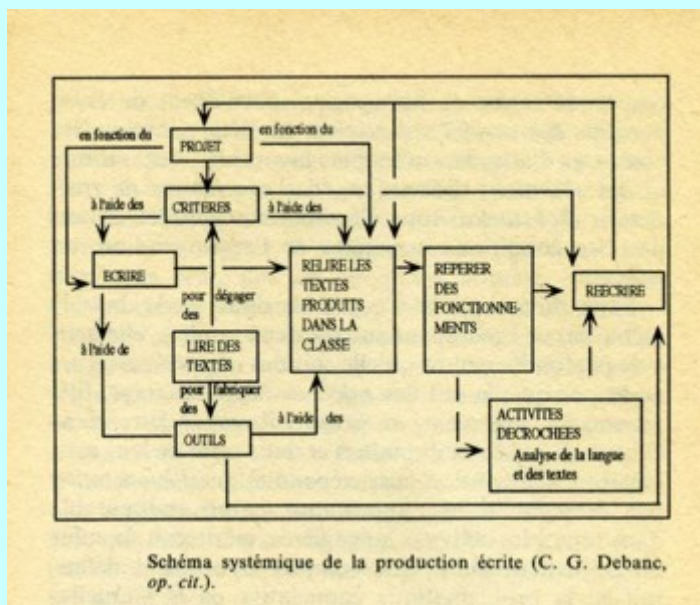 en fonction du
en fonction du
PROJET
à l'aide des
CRITERES
à l'aide des
ECRIRE
pour
des
dégager
RELIRE LES
TEXTES
PRODUITS
DANS LA
CLASSE
REPERER
DES
FONCTIONNE-
MENTS
REECRIRE
à l'aide de
LIRE DES
TEXTES
pour
des
fabriquer
OUTILS
à l'aide des
ACTIVITES
DECROCHEES
Analyse de la langue
et des textes
Schéma systémique de la production écrite (C. G. Debanc,
op. cit.).